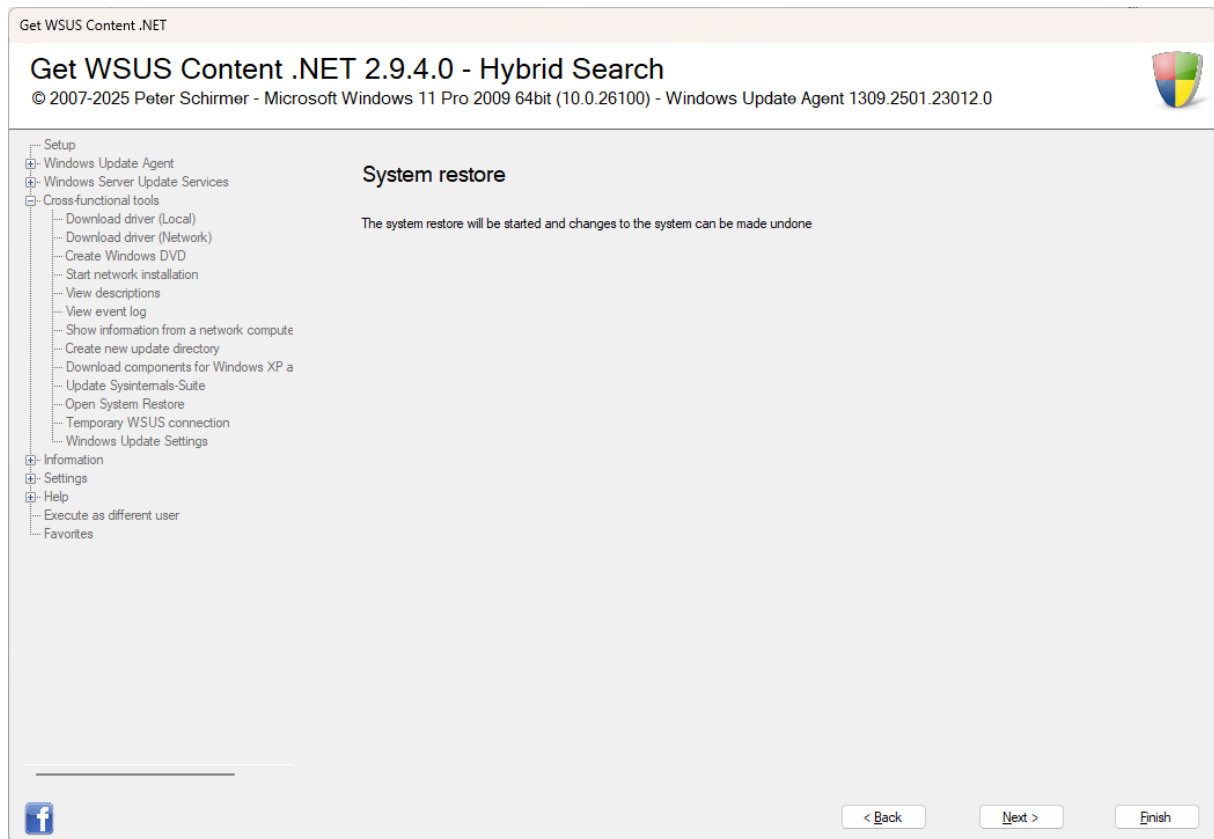 Get WSUS Content .NET
Get WSUS Content .NET 2.9.4.0 - Hybrid Search
© 2007-2025 Peter Schirmer - Microsoft Windows 11 Pro 2009 64bit (10.0.26100) - Windows Update Agent 1309.2501.23012.0
Setup
Windows Update Agent
Windows Server Update Services
Cross-functional tools
Download driver (Local)
Download driver (Network)
Create Windows DVD
Start network installation
View descriptions
View event log
Show information from a network compute
Create new update directory
Download components for Windows XP a
Update Sysinternals-Suite
Open System Restore
Temporary WSUS connection
Windows Update Settings
Information
Settings
Help
Execute as different user
Favorites
System restore
The system restore will be started and changes to the system can be made undone
< Back
Next >
Finish